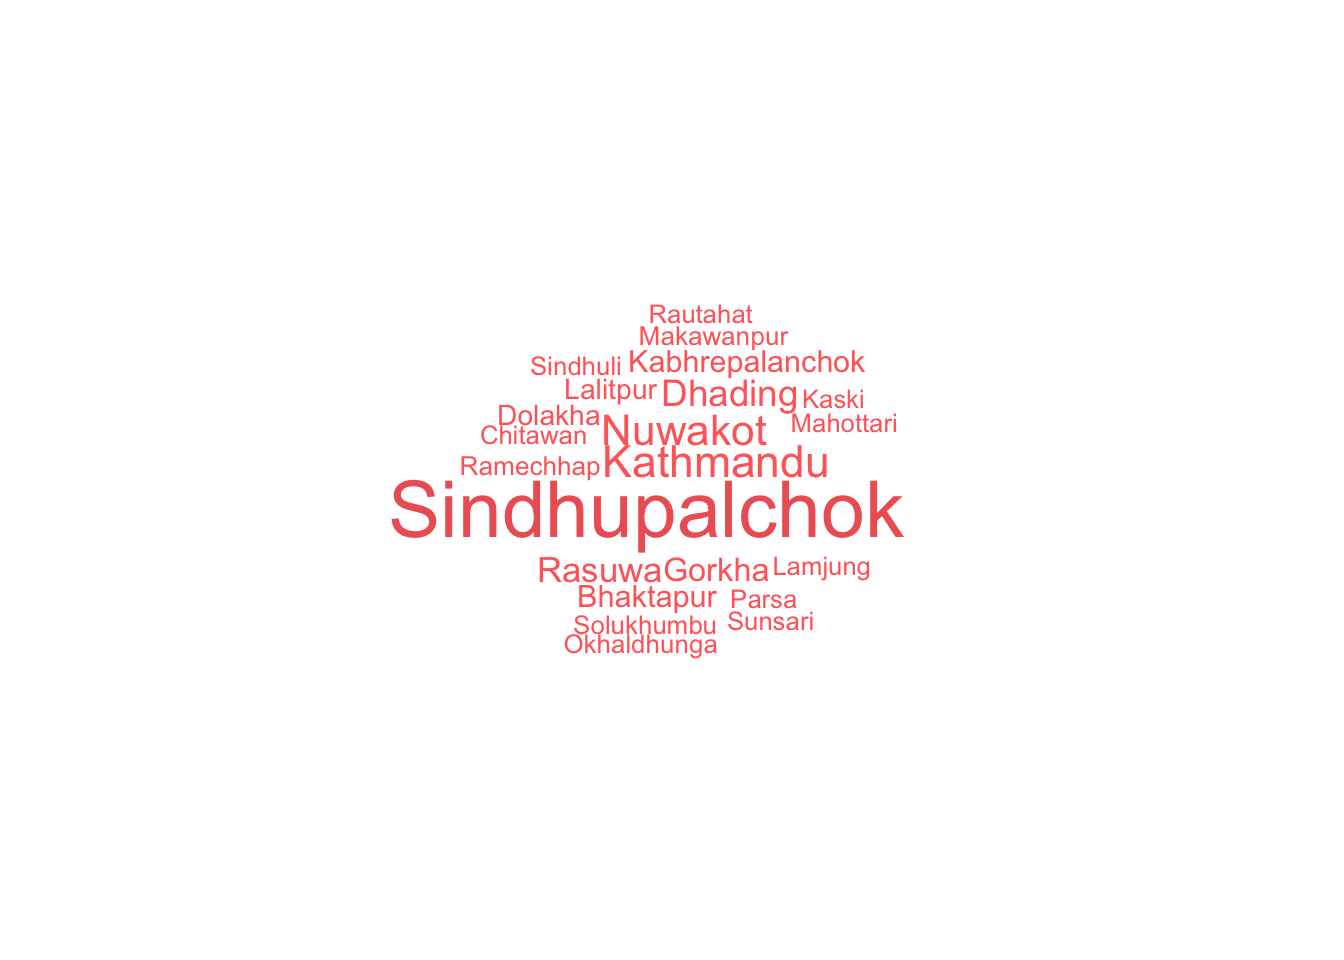 Rautahat
Makawanpur
Sindhuli Kabhrepalanchok
Lalitpur Dhading Kaski
Dolakha Nuwakot Mahottari
Chitawan
Ramechhap Kathmandu
Sindhupalchok
Rasuwa Gorkha Lamjung
Bhaktapur Parsa
Solukhumbu Sunsari
Okhaldhunga